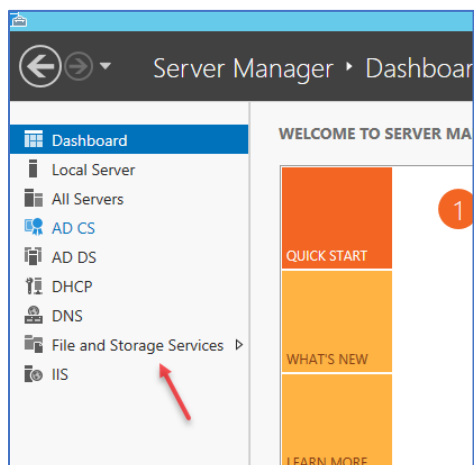 Server Manager ‣ Dashboar
Dashboard
Local Server
All Servers
AD CS
AD DS
DHCP
DNS
File and Storage Services
IIS
WELCOME TO SERVER MA
1
QUICK START
WHAT'S NEW
LEARN MORE